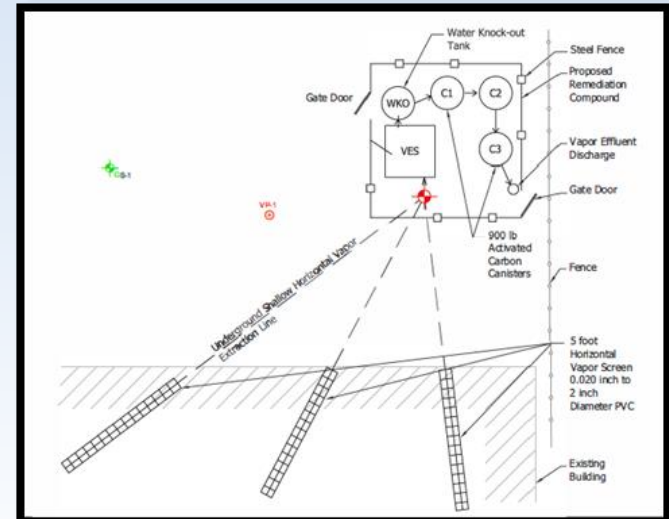 Water Knock-out
Tank
Steel Fence
Proposed
Remediation
Compound
Gate Door
WKO
C1
C2
VES
C3
Vapor Effluent
Discharge
Gate Door
VP-1
900 lb
Activated
Carbon
Canisters
Fence
Underground Shallow Horizontal Vapor
Extraction Line
5 foot
Horizontal
Vapor Screen
0.020 inch to
2 inch
Diameter PVC
Existing
Building